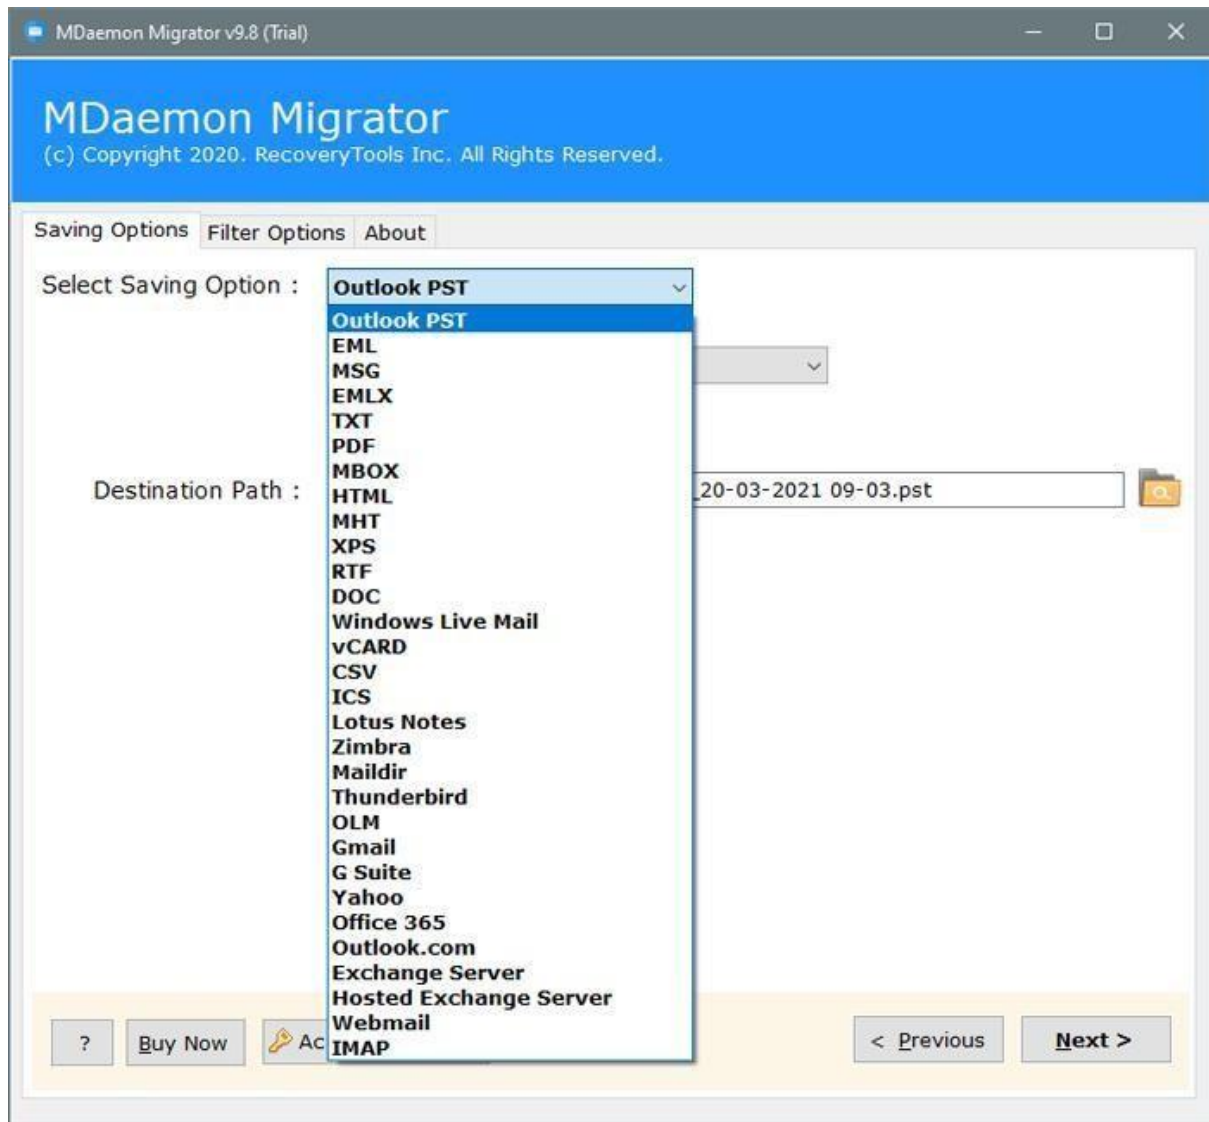 MDaemon Migrator v9.8 (Trial)
MDaemon Migrator
(c) Copyright 2020. RecoveryTools Inc. All Rights Reserved.
Saving Options Filter Options About
Select Saving Option : Outlook PST
Outlook PST
EML
MSG
EMLX
TXT
PDF
MBOX
Destination Path : _20-03-2021 09-03.pst
HTML
MHT
XPS
RTF
DOC
Windows Live Mail
vCARD
CSV
ICS
Lotus Notes
Zimbra
Maildir
Thunderbird
OLM
Gmail
G Suite
Yahoo
Office 365
Outlook.com
Exchange Server
Hosted Exchange Server
Webmail
IMAP
? Buy Now Ac < Previous Next >